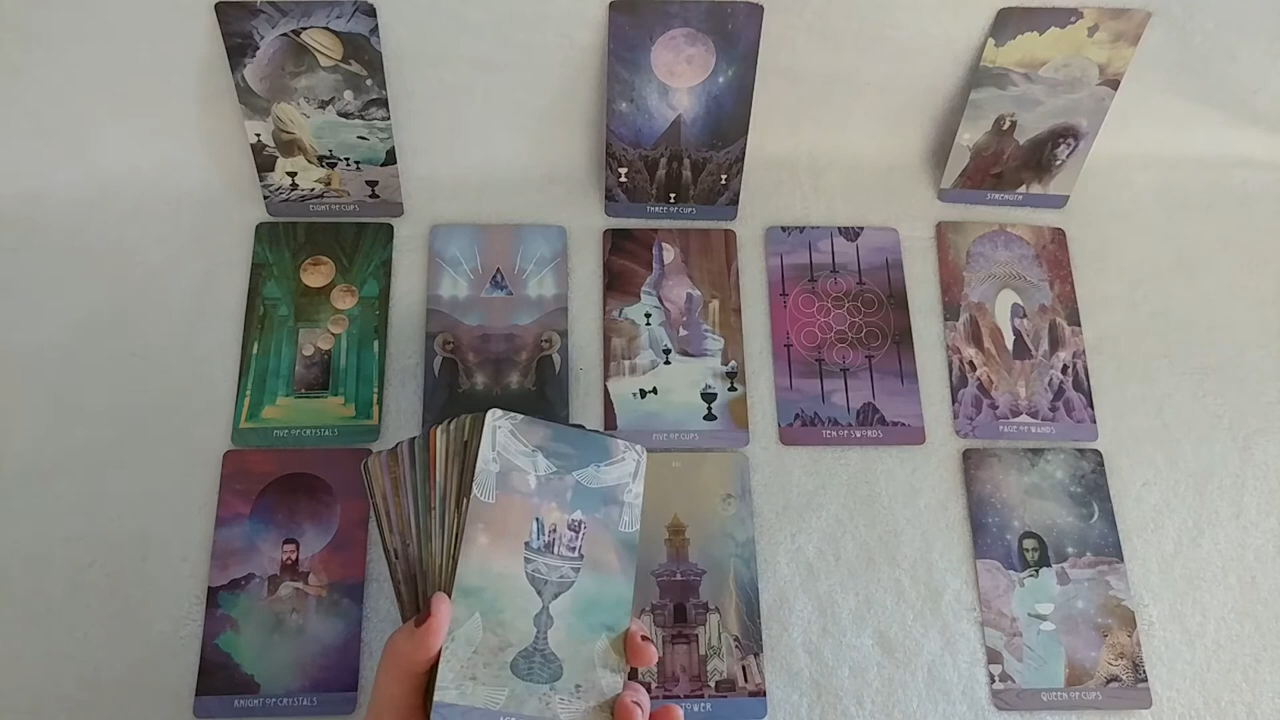 EIGHT OF CUPS
THREE OF CUPS
STRENGTH
FIVE OF CRYSTALS
FIVE OF CUPS
TEN OF SWORDS
PAGE OF WANDS
KNIGHT OF CRYSTALS
TOWER
QUEEN OF CUPS